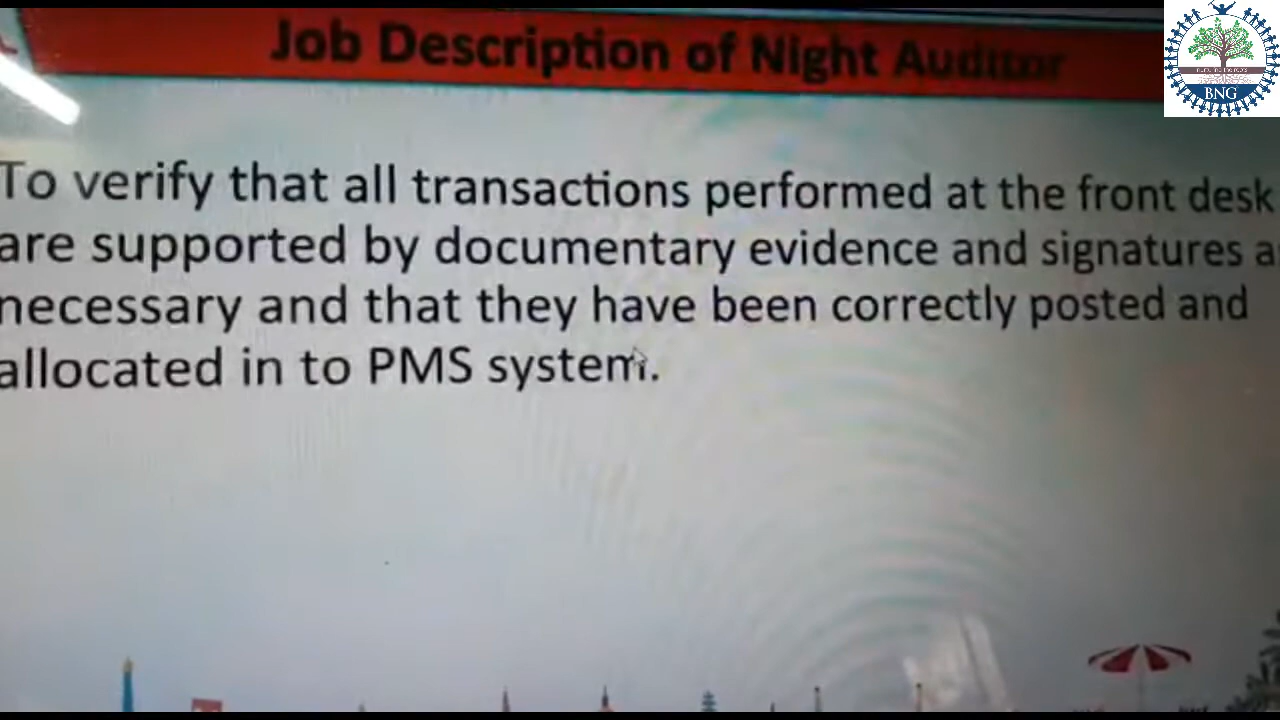 Job Description of Night Auditor
BNG
To verify that all transactions performed at the front desk
are supported by documentary evidence and signatures a
necessary and that they have been correctly posted and
allocated in to PMS system.